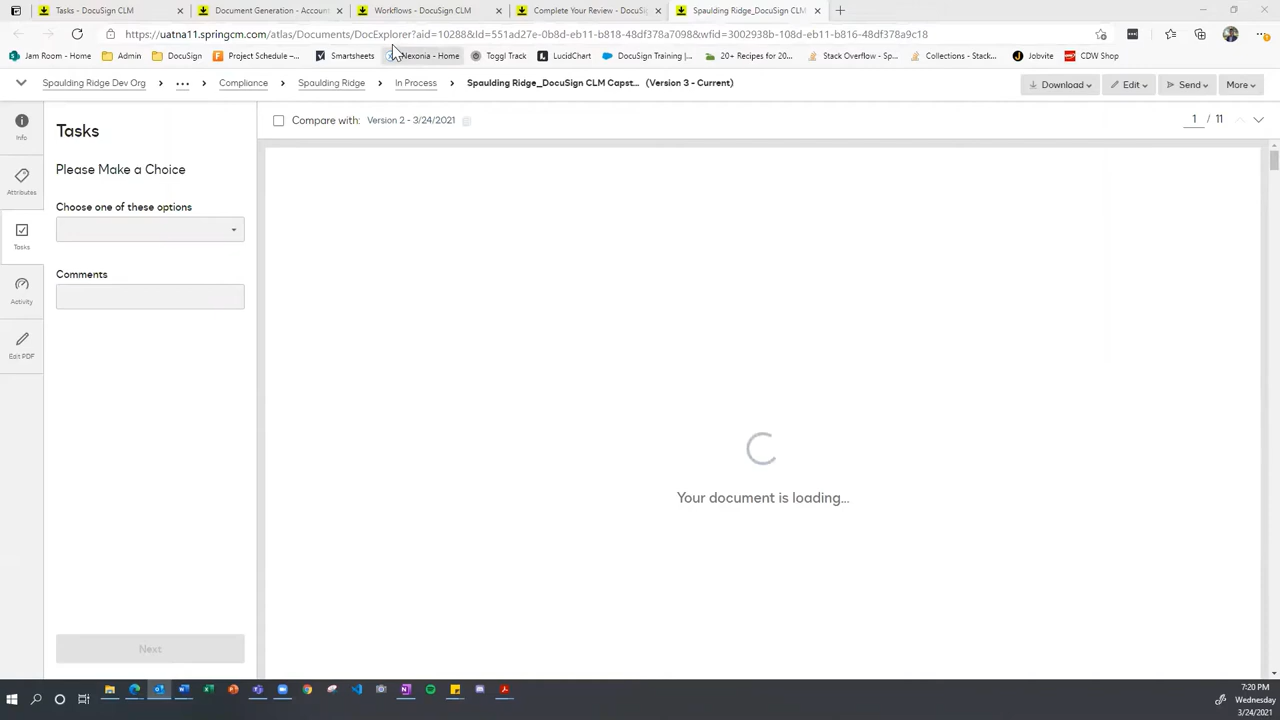 Tasks - DocuSign CLM
Document Generation - Account
Workflows - DocuSign CLM
Complete Your Review - DocuSi
Spaulding Ridge_DocuSign CLM
https://uatna11.springcm.com/atlas/Documents/DocExplorer?aid=10288&Id=551ad27e-0b8d-eb11-b818-48df378a7098&wfid=3002938b-108d-eb11-b816-48df378a9c18
Jam Room - Home
Admin
DocuSign
Project Schedule -...
Smartsheets
Nexonia - Home
Toggl Track
LucidChart
DocuSign Training |...
20+ Recipes for 20...
Stack Overflow - Sp...
Collections - Stack...
Jobvite
CDW Shop
Spaulding Ridge Dev Org > ... > Compliance > Spaulding Ridge > In Process > Spaulding Ridge_DocuSign CLM Capst... (Version 3 - Current)
Download
Edit
Send
More
Info
Attributes
Tasks
Activity
Edit PDF
Tasks
Please Make a Choice
Choose one of these options
Comments
Next
Compare with: Version 2 - 3/24/2021
1 / 11
Your document is loading...
7:20 PM
Wednesday
3/24/2021